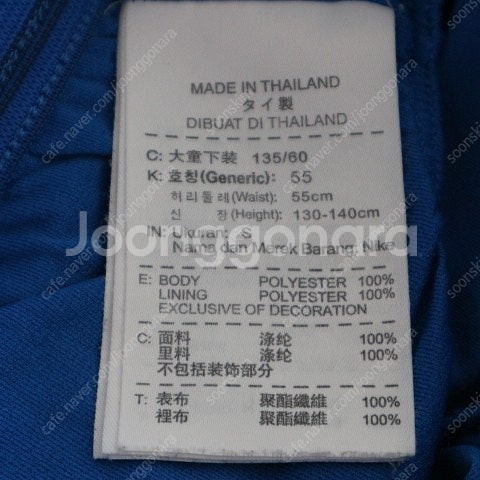 MADE IN THAILAND
タイ製
DIBUAT DI THAILAND
C: 大童下装 135/60
K: 호칭(Generic): 55
허리둘레(Waist): 55cm
신 장(Height): 130-140cm
IN: Ukuran: S
Nama dan Merek Barang: Nike
Joonggonara
E: BODY POLYESTER 100%
LINING POLYESTER 100%
EXCLUSIVE OF DECORATION
C: 面料 涤纶 100%
里料 涤纶 100%
不包括装饰部分
T: 表布 聚酯纖維 100%
裡布 聚酯纖維 100%
cafe.naver.com/joonggonara